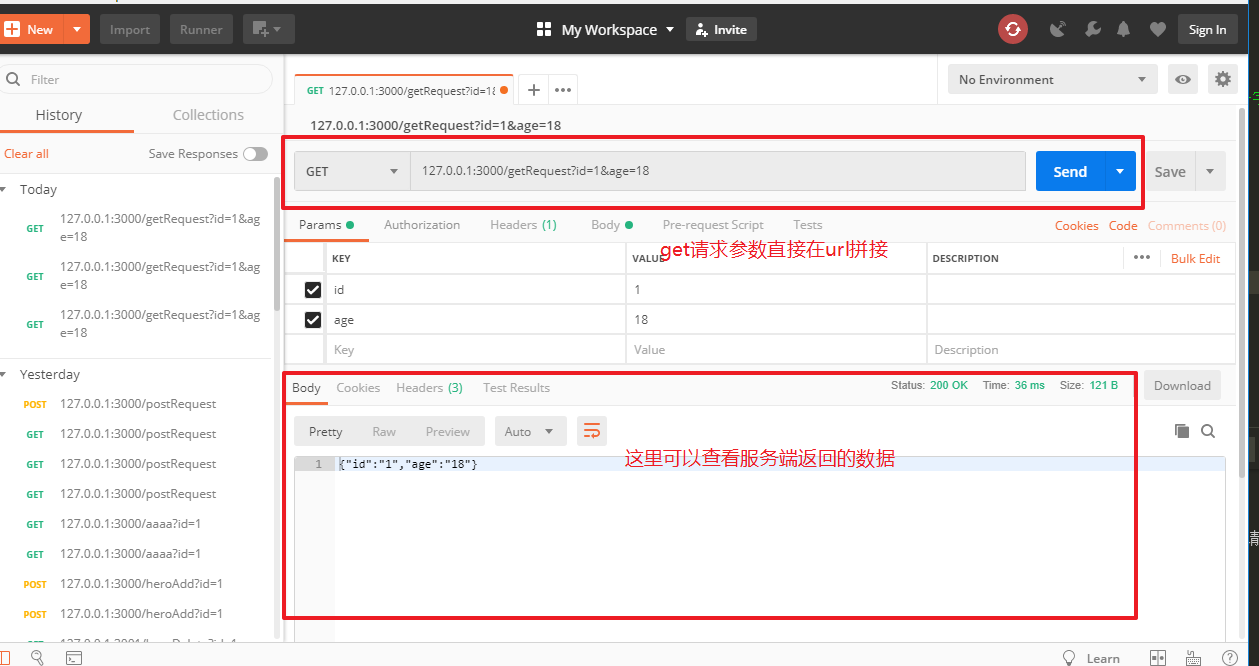 New
Import
Runner
My Workspace
Invite
Sign In
Filter
History
Collections
Clear all
Save Responses
Today
GET 127.0.0.1:3000/getRequest?id=1&ag
e=18
GET 127.0.0.1:3000/getRequest?id=1&ag
e=18
GET 127.0.0.1:3000/getRequest?id=1&ag
e=18
Yesterday
POST 127.0.0.1:3000/postRequest
GET 127.0.0.1:3000/postRequest
GET 127.0.0.1:3000/postRequest
GET 127.0.0.1:3000/postRequest
GET 127.0.0.1:3000/aaaa?id=1
GET 127.0.0.1:3000/aaaa?id=1
POST 127.0.0.1:3000/heroAdd?id=1
POST 127.0.0.1:3000/heroAdd?id=1
GET 127.0.0.1:3000/getRequest?id=1&
No Environment
127.0.0.1:3000/getRequest?id=1&age=18
GET 127.0.0.1:3000/getRequest?id=1&age=18 Send Save
Params Authorization Headers (1) Body Pre-request Script Tests Cookies Code Comments (0)
get请求参数直接在url拼接
KEY VALUE DESCRIPTION Bulk Edit
id 1
age 18
Key Value Description
Body Cookies Headers (3) Test Results Status: 200 OK Time: 36 ms Size: 121 B Download
Pretty Raw Preview Auto
1 {"id":"1","age":"18"}
这里可以查看服务端返回的数据
Learn